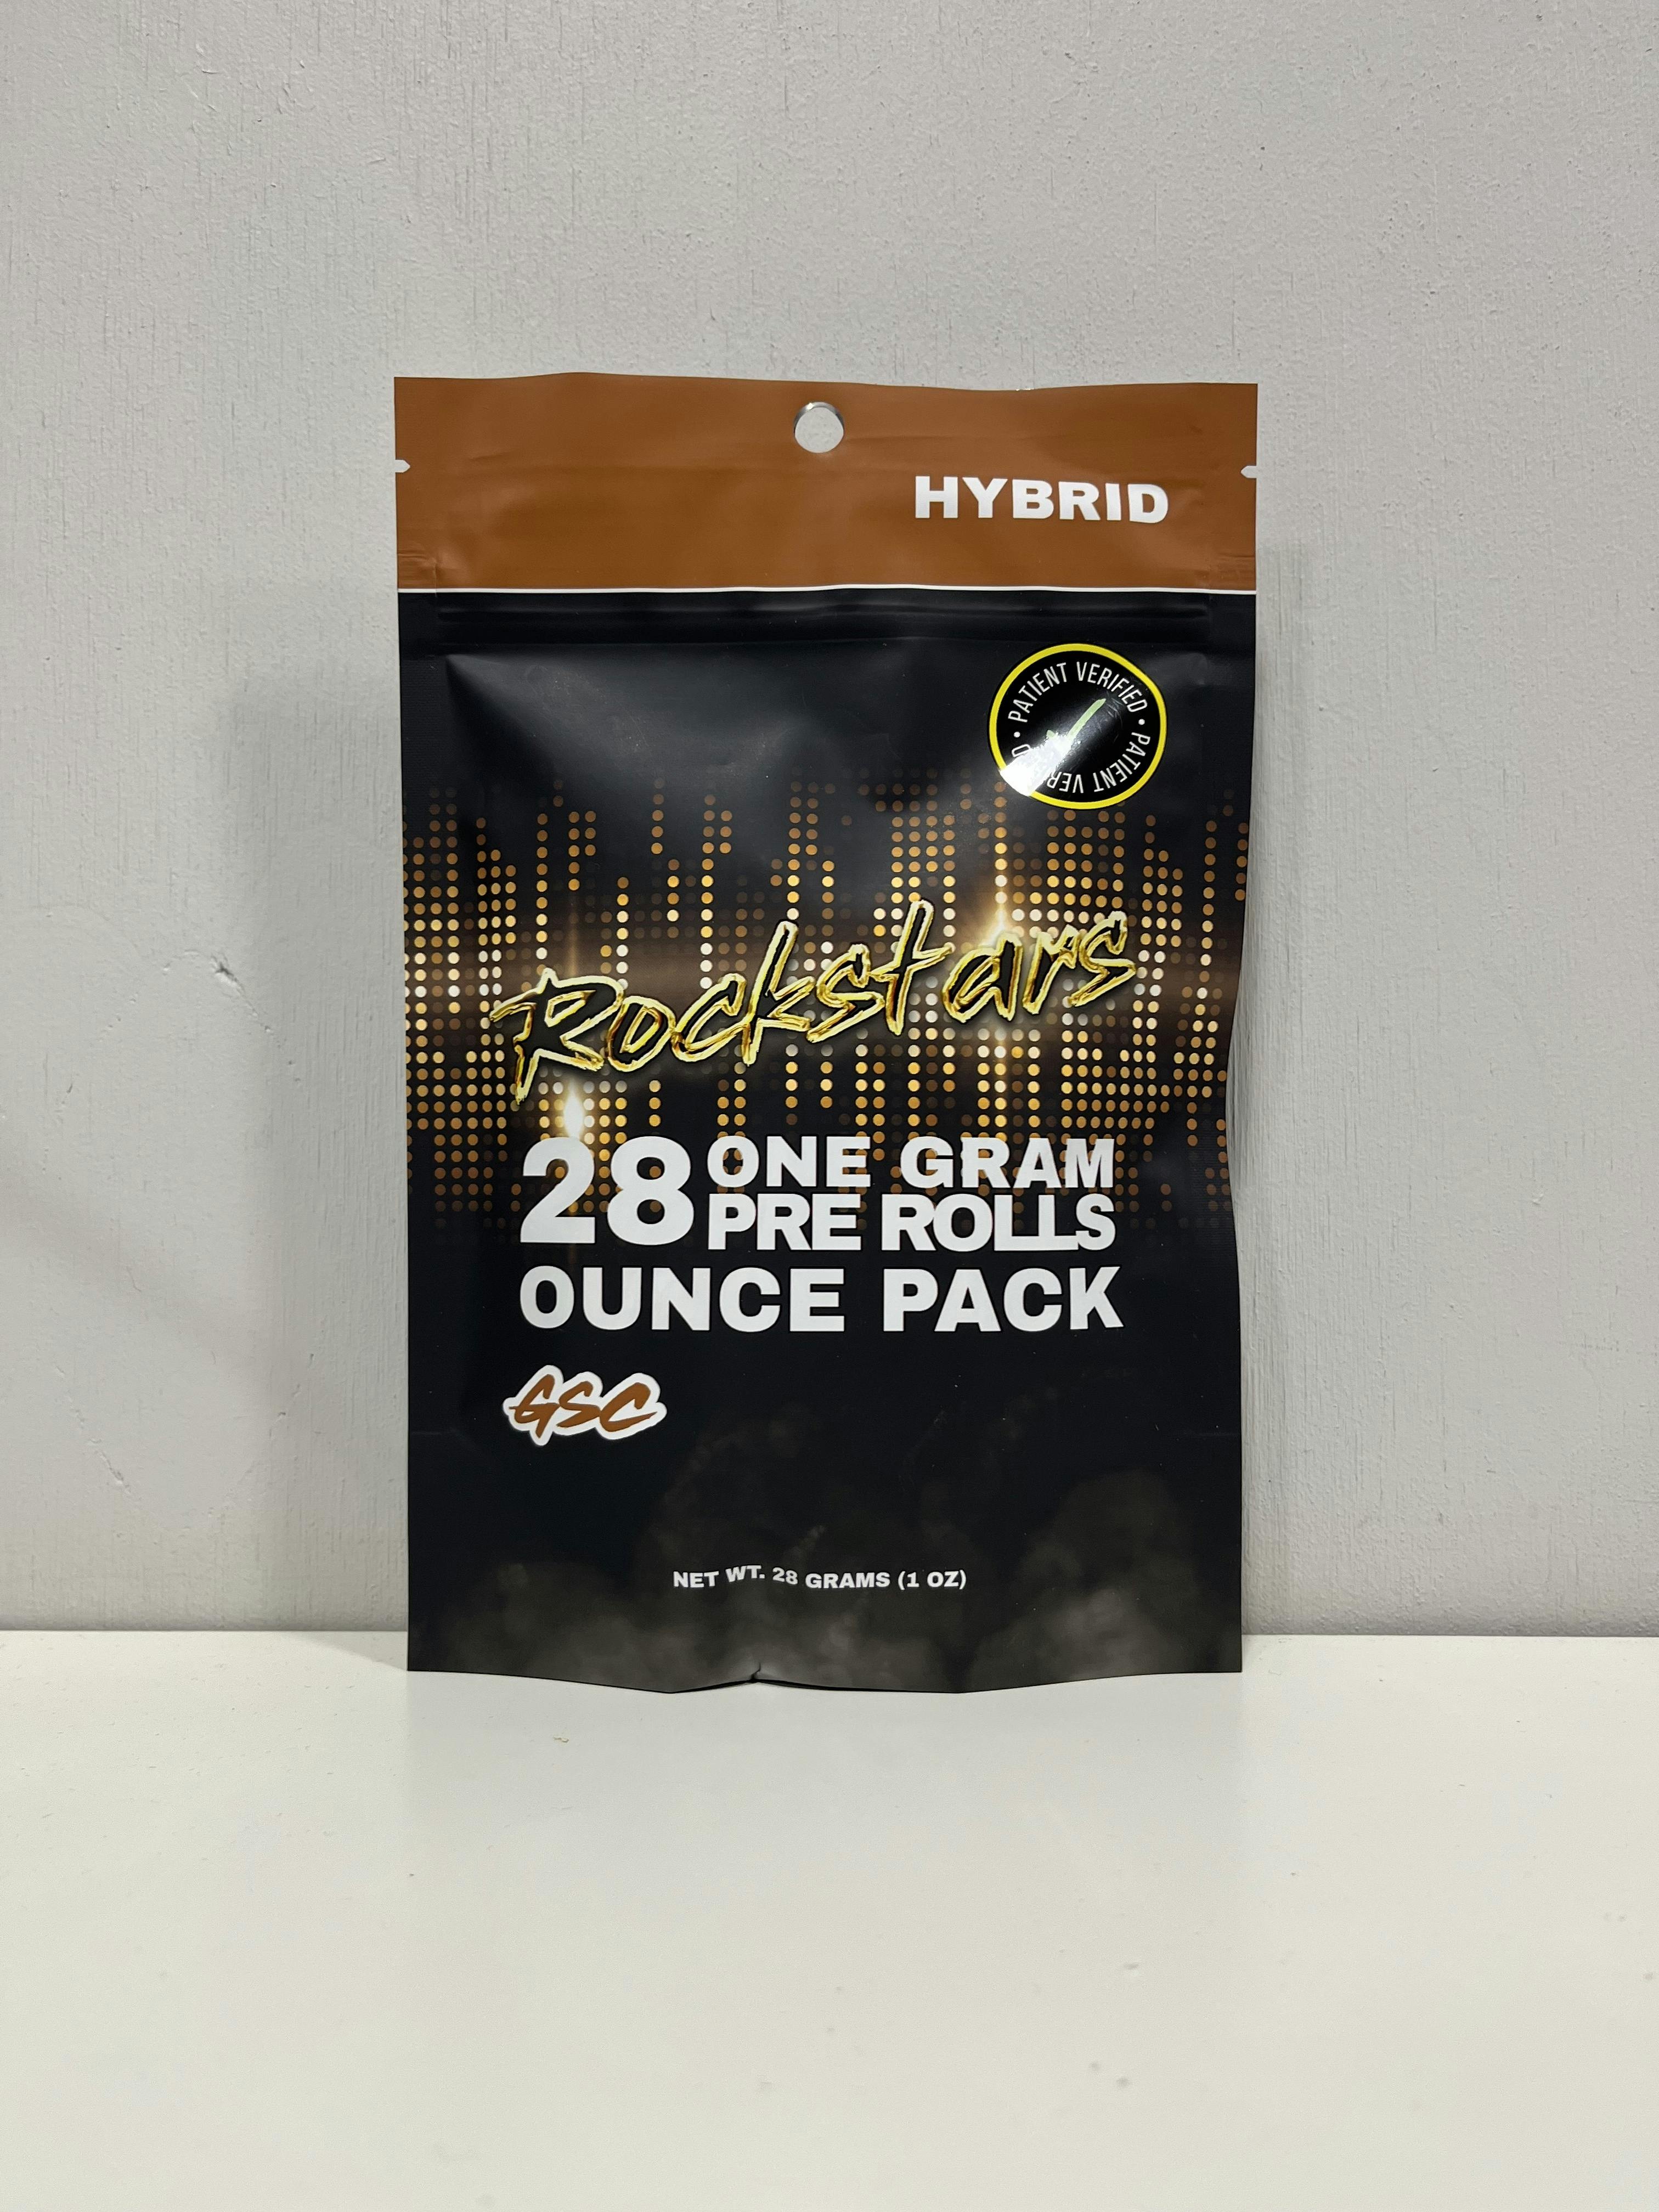 HYBRID
PATIENT VERIFIED • PATIENT
Rockstars
28 ONE GRAM
PRE ROLLS
OUNCE PACK
GSC
NET WT. 28 GRAMS (1 OZ)